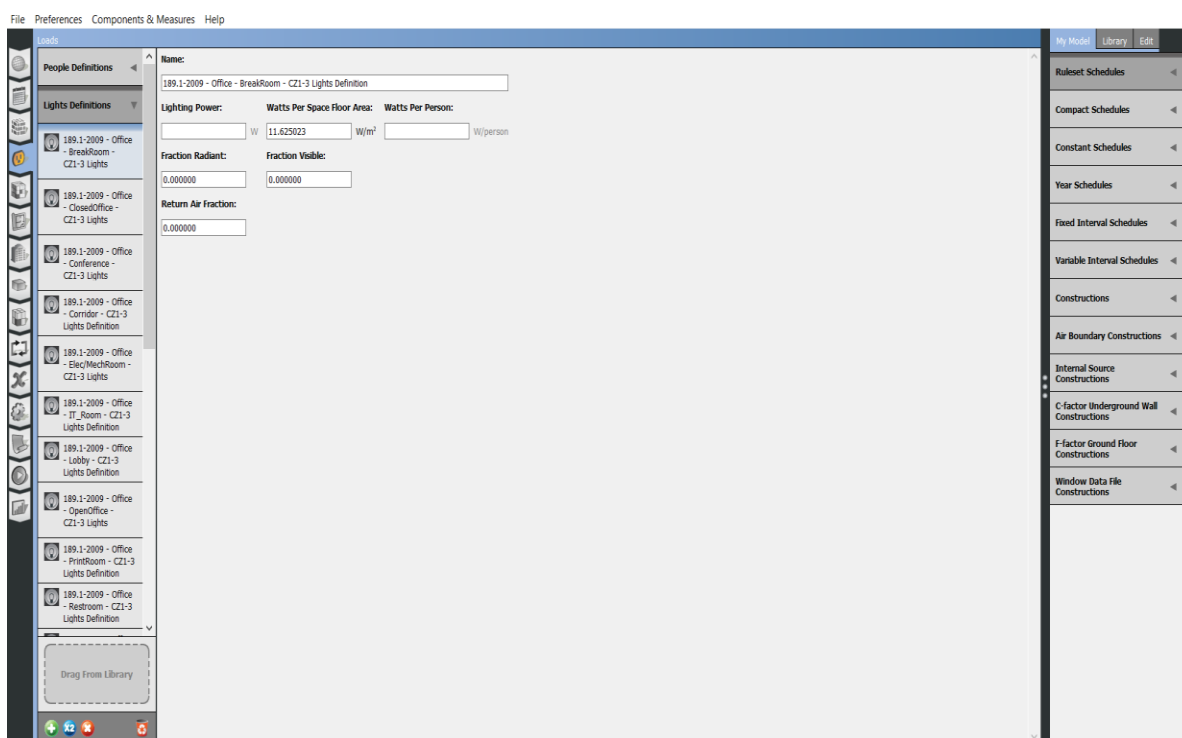 File Preferences Components & Measures Help
Loads
People Definitions
Lights Definitions
189.1-2009 - Office
- BreakRoom -
CZ1-3 Lights
189.1-2009 - Office
- ClosedOffice -
CZ1-3 Lights
189.1-2009 - Office
- Conference -
CZ1-3 Lights
189.1-2009 - Office
- Corridor - CZ1-3
Lights Definition
189.1-2009 - Office
- Elec/MechRoom -
CZ1-3 Lights
189.1-2009 - Office
- IT_Room - CZ1-3
Lights Definition
189.1-2009 - Office
- Lobby - CZ1-3
Lights Definition
189.1-2009 - Office
- OpenOffice -
CZ1-3 Lights
189.1-2009 - Office
- PrintRoom - CZ1-3
Lights Definition
189.1-2009 - Office
- Restroom - CZ1-3
Lights Definition
Drag From Library
x2
Name:
189.1-2009 - Office - BreakRoom - CZ1-3 Lights Definition
Lighting Power: Watts Per Space Floor Area: Watts Per Person:
W 11.625023 W/m² W/person
Fraction Radiant: Fraction Visible:
0.000000 0.000000
Return Air Fraction:
0.000000
My Model Library Edit
Ruleset Schedules
Compact Schedules
Constant Schedules
Year Schedules
Fixed Interval Schedules
Variable Interval Schedules
Constructions
Air Boundary Constructions
Internal Source
Constructions
C-factor Underground Wall
Constructions
F-factor Ground Floor
Constructions
Window Data File
Constructions